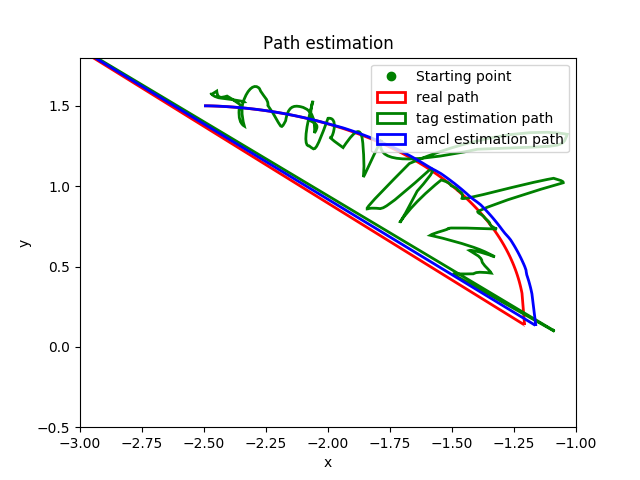 Path estimation
Starting point
real path
tag estimation path
amcl estimation path
y
1.5
1.0
0.5
0.0
−0.5
−3.00 −2.75 −2.50 −2.25 −2.00 −1.75 −1.50 −1.25 −1.00
x